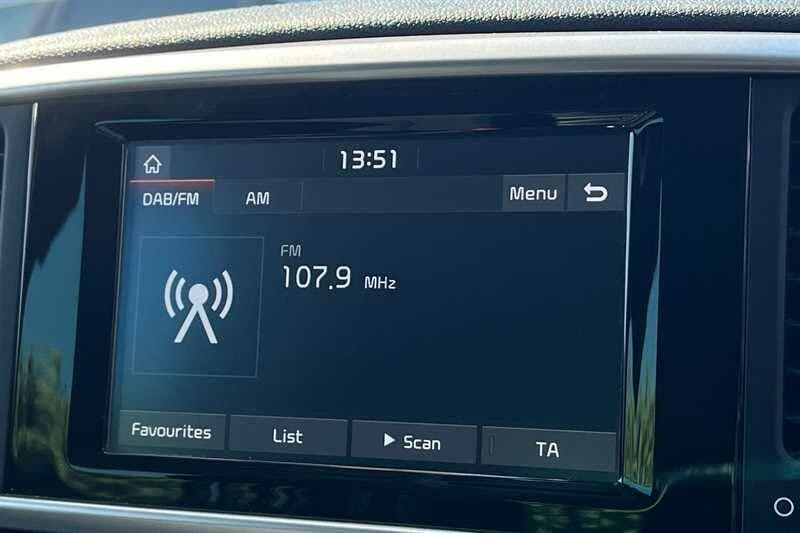 13:51
DAB/FM AM Menu
FM
107.9 MHz
Favourites List Scan TA